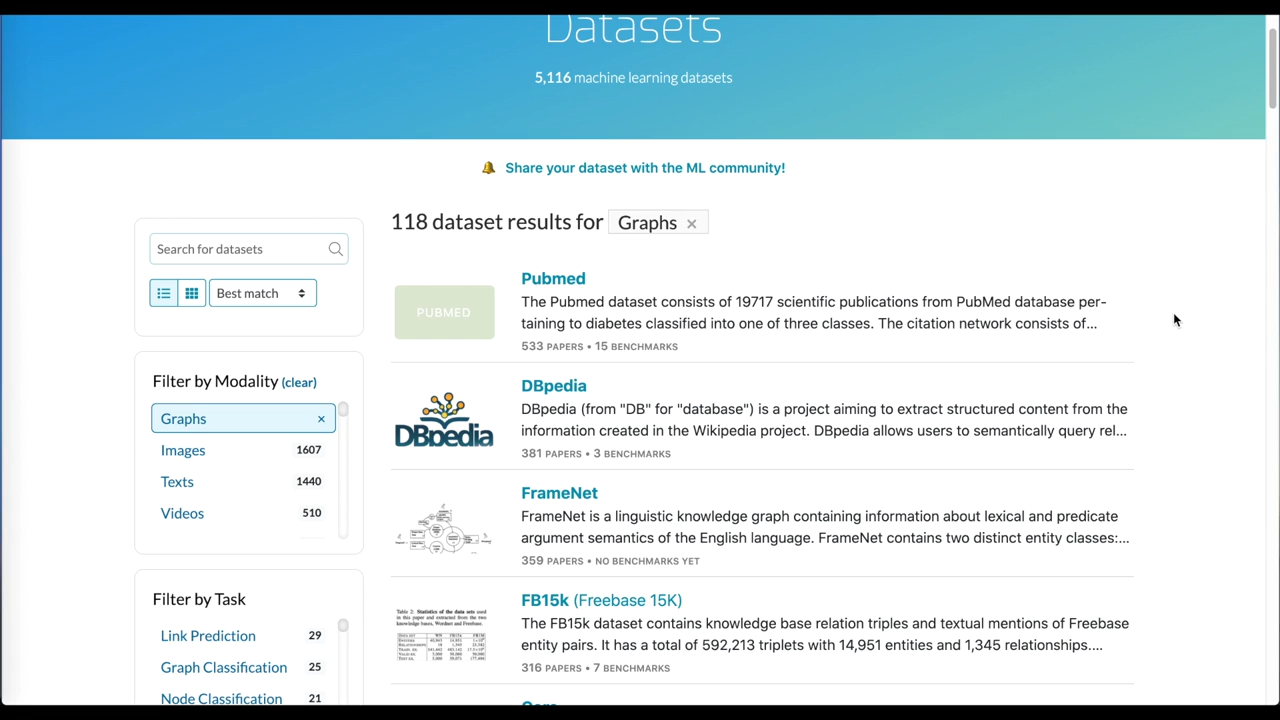 Datasets
5,116 machine learning datasets
Share your dataset with the ML community!
Search for datasets
Best match
Filter by Modality (clear)
Graphs ×
Images 1607
Texts 1440
Videos 510
Filter by Task
Link Prediction 29
Graph Classification 25
Node Classification 21
118 dataset results for Graphs ×
PUBMED
Pubmed
The Pubmed dataset consists of 19717 scientific publications from PubMed database per-
taining to diabetes classified into one of three classes. The citation network consists of...
533 PAPERS • 15 BENCHMARKS
DBpedia
DBpedia
DBpedia (from "DB" for "database") is a project aiming to extract structured content from the
information created in the Wikipedia project. DBpedia allows users to semantically query rel...
381 PAPERS • 3 BENCHMARKS
FrameNet
FrameNet is a linguistic knowledge graph containing information about lexical and predicate
argument semantics of the English language. FrameNet contains two distinct entity classes:...
359 PAPERS • NO BENCHMARKS YET
FB15k (Freebase 15K)
The FB15k dataset contains knowledge base relation triples and textual mentions of Freebase
entity pairs. It has a total of 592,213 triplets with 14,951 entities and 1,345 relationships....
316 PAPERS • 7 BENCHMARKS